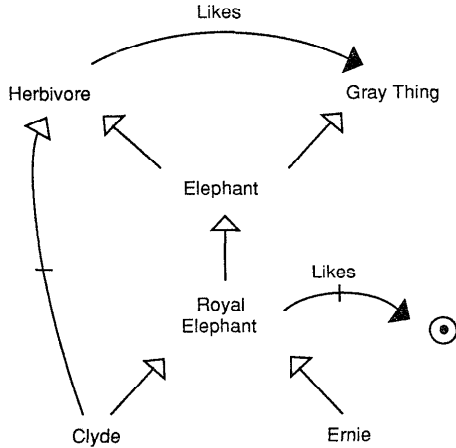 Likes
Herbivore
Gray Thing
Elephant
Likes
Royal
Elephant
Clyde
Ernie